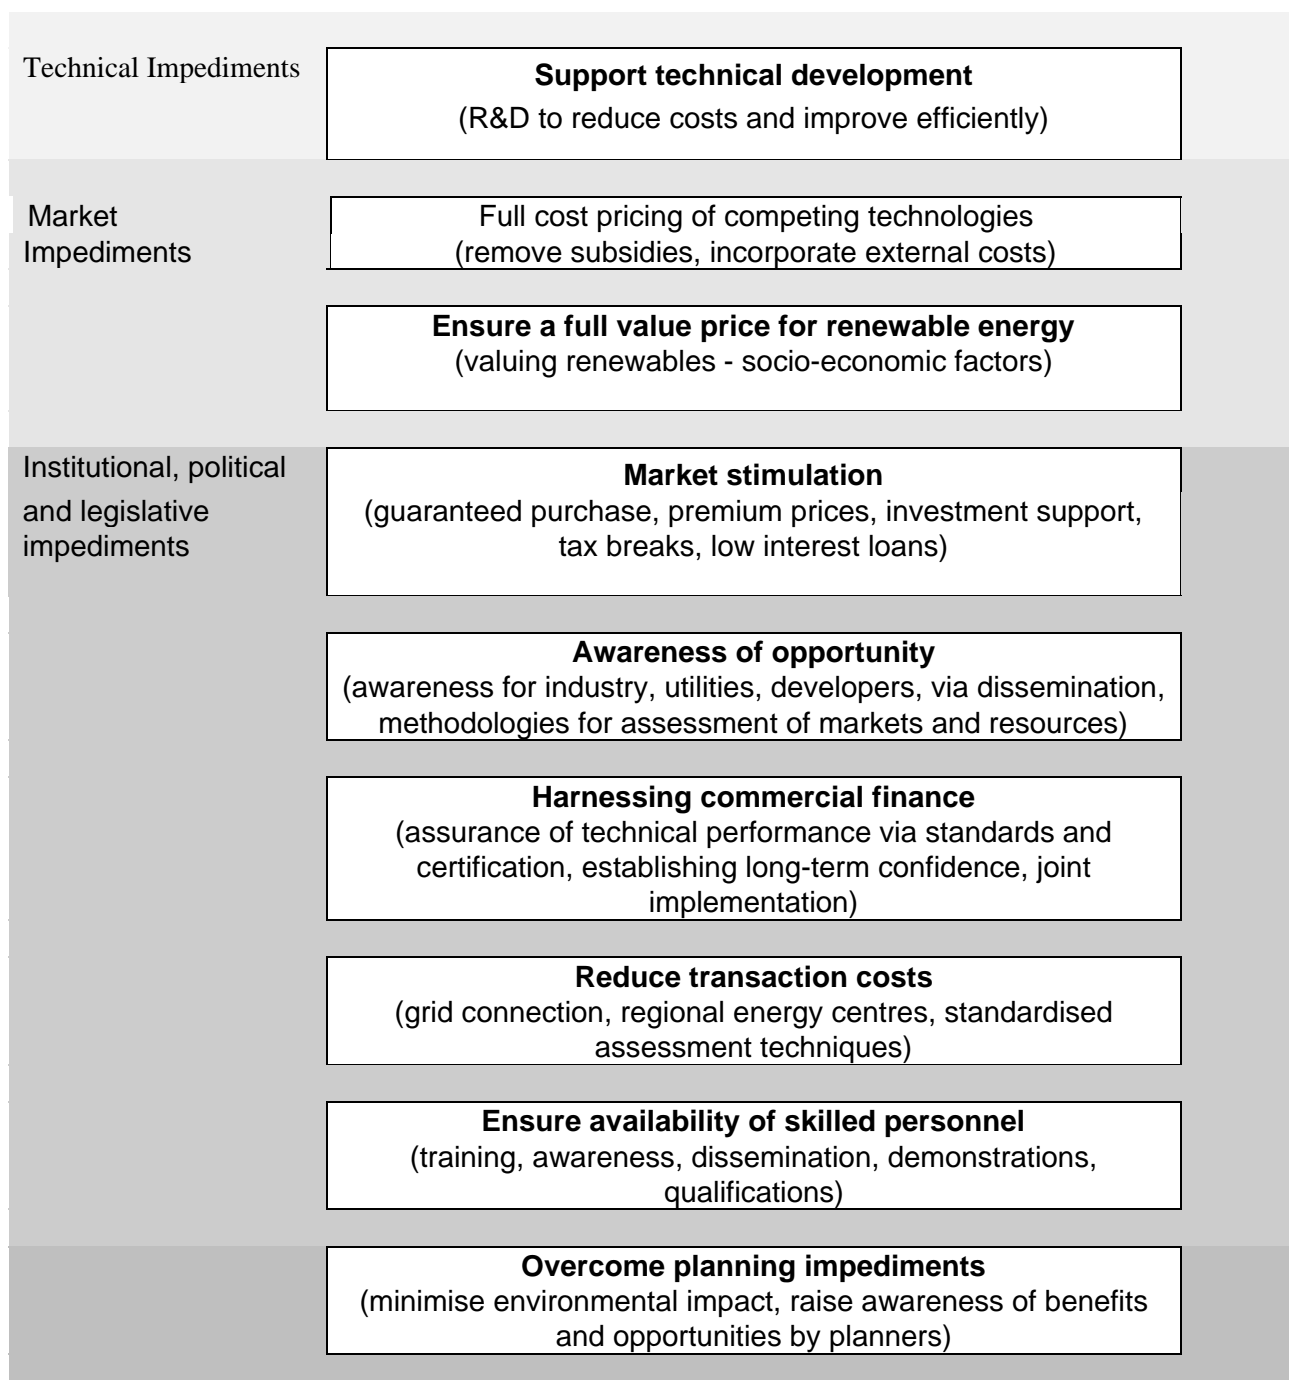 Technical Impediments
Support technical development
(R&D to reduce costs and improve efficiently)
Market
Impediments
Full cost pricing of competing technologies
(remove subsidies, incorporate external costs)
Ensure a full value price for renewable energy
(valuing renewables - socio-economic factors)
Institutional, political
and legislative
impediments
Market stimulation
(guaranteed purchase, premium prices, investment support,
tax breaks, low interest loans)
Awareness of opportunity
(awareness for industry, utilities, developers, via dissemination,
methodologies for assessment of markets and resources)
Harnessing commercial finance
(assurance of technical performance via standards and
certification, establishing long-term confidence, joint
implementation)
Reduce transaction costs
(grid connection, regional energy centres, standardised
assessment techniques)
Ensure availability of skilled personnel
(training, awareness, dissemination, demonstrations,
qualifications)
Overcome planning impediments
(minimise environmental impact, raise awareness of benefits
and opportunities by planners)